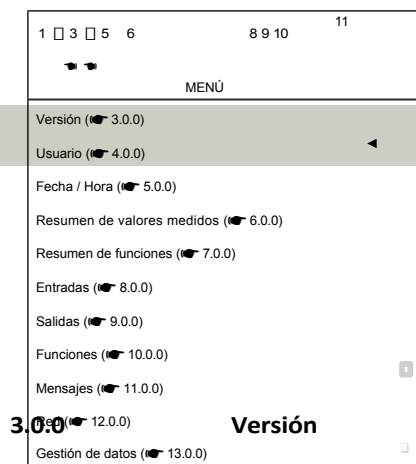 11
1 □ 3 □ 5 6 8 9 10
☚ ☚
MENÚ
Versión (☛ 3.0.0)
Usuario (☛ 4.0.0) ◄
Fecha / Hora (☛ 5.0.0)
Resumen de valores medidos (☛ 6.0.0)
Resumen de funciones (☛ 7.0.0)
Entradas (☛ 8.0.0)
Salidas (☛ 9.0.0)
Funciones (☛ 10.0.0)
Mensajes (☛ 11.0.0)
Red (☛ 12.0.0)
3.0.0 Versión
Gestión de datos (☛ 13.0.0)